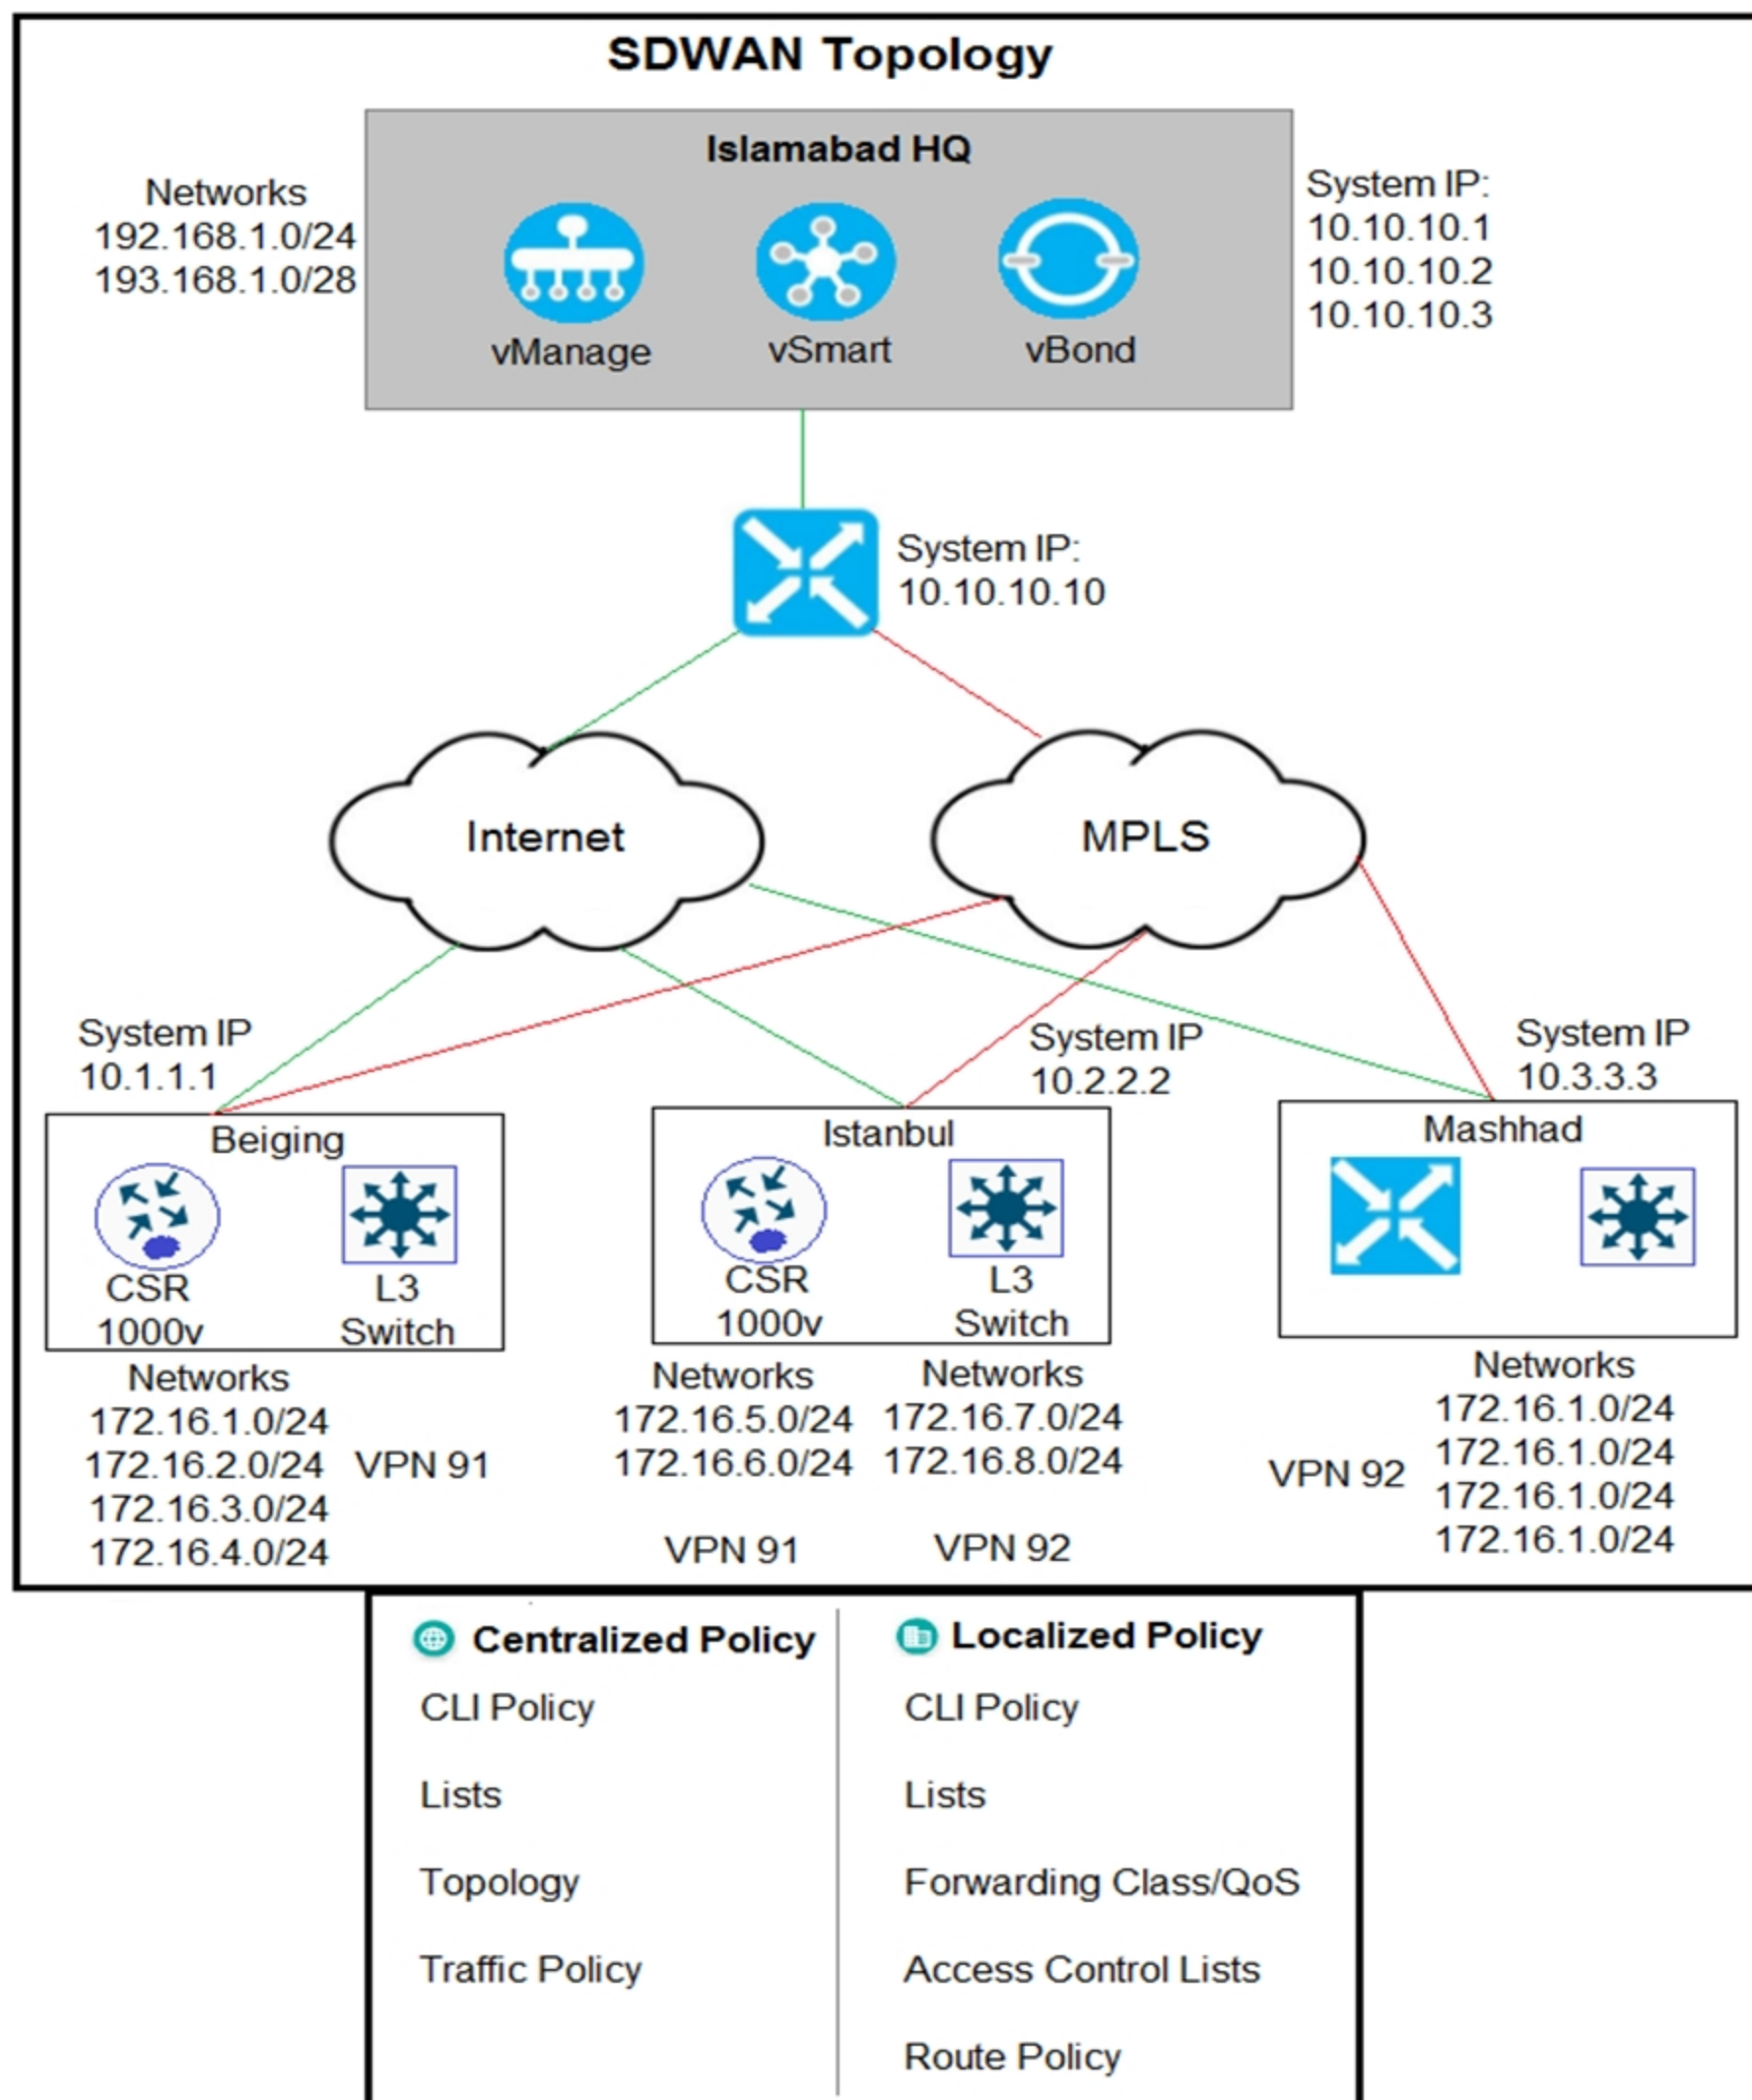 SDWAN Topology
Islamabad HQ
Networks
192.168.1.0/24
193.168.1.0/28
vManage
vSmart
vBond
System IP:
10.10.10.1
10.10.10.2
10.10.10.3
System IP:
10.10.10.10
Internet
MPLS
System IP
10.1.1.1
System IP
10.2.2.2
System IP
10.3.3.3
Beiging
CSR
1000v
L3
Switch
Istanbul
CSR
1000v
L3
Switch
Mashhad
Networks
172.16.1.0/24
172.16.2.0/24
172.16.3.0/24
172.16.4.0/24
VPN 91
Networks
172.16.5.0/24
172.16.6.0/24
VPN 91
Networks
172.16.7.0/24
172.16.8.0/24
VPN 92
VPN 92
Networks
172.16.1.0/24
172.16.1.0/24
172.16.1.0/24
172.16.1.0/24
Centralized Policy
CLI Policy
Lists
Topology
Traffic Policy
Localized Policy
CLI Policy
Lists
Forwarding Class/QoS
Access Control Lists
Route Policy